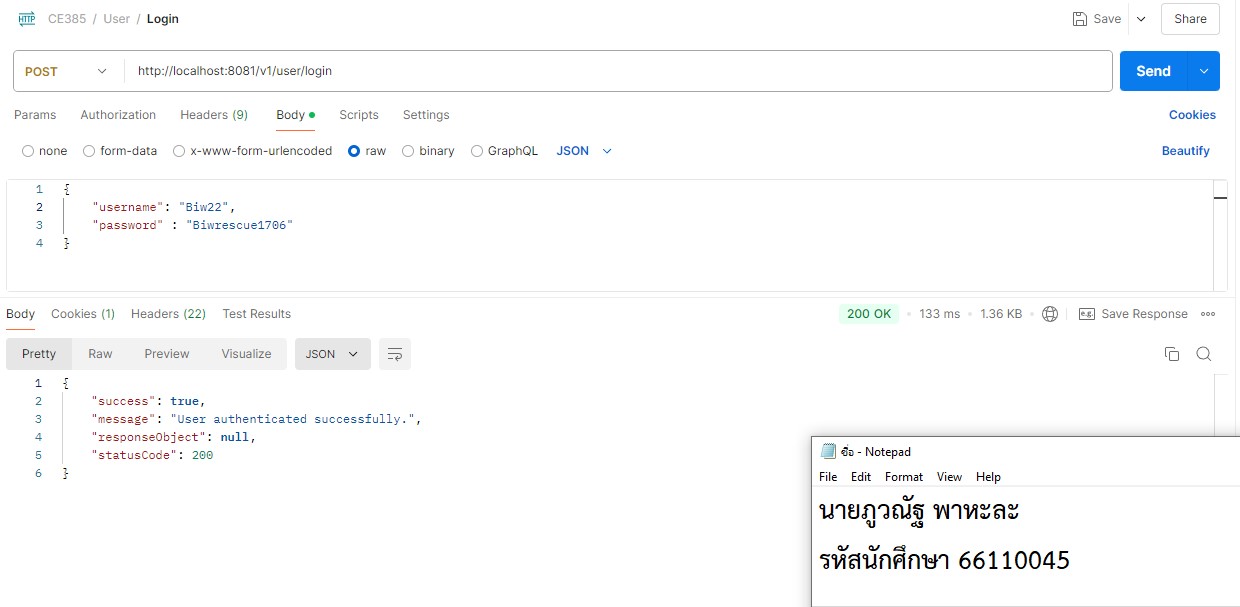 HTTP CE385 / User / Login Save Share
POST http://localhost:8081/v1/user/login Send
Params Authorization Headers (9) Body Scripts Settings Cookies
none form-data x-www-form-urlencoded raw binary GraphQL JSON Beautify
1 {
2 "username": "Biw22",
3 "password" : "Biwrescue1706"
4 }
Body Cookies (1) Headers (22) Test Results 200 OK 133 ms 1.36 KB e.g. Save Response
Pretty Raw Preview Visualize JSON
1 {
2 "success": true,
3 "message": "User authenticated successfully.",
4 "responseObject": null,
5 "statusCode": 200
6 }
ชื่อ - Notepad
File Edit Format View Help
นายภูวณัฐ พาหะละ
รหัสนักศึกษา 66110045